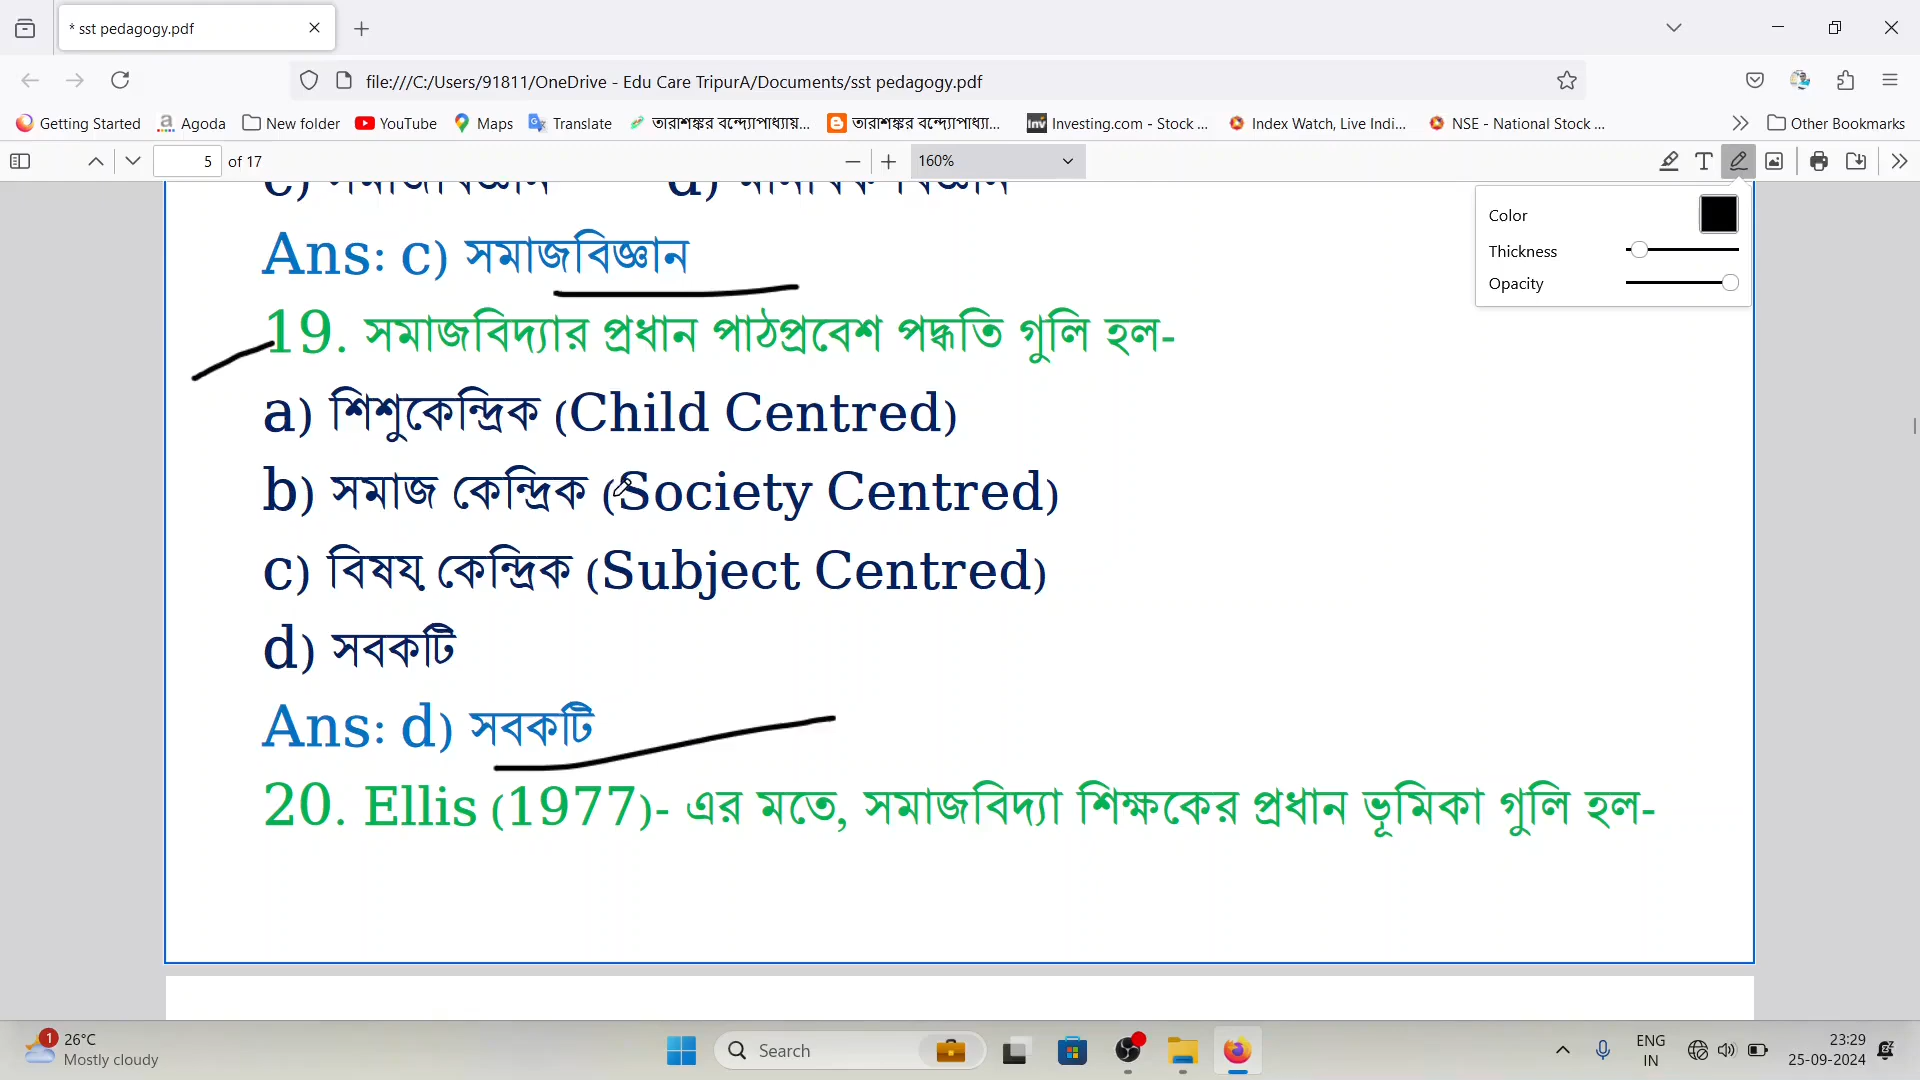 * sst pedagogy.pdf
file:///C:/Users/91811/OneDrive - Edu Care TripurA/Documents/sst pedagogy.pdf
Getting Started Agoda New folder YouTube Maps Translate তারাশঙ্কর বন্দ্যোপাধ্যায়... তারাশঙ্কর বন্দ্যোপাধ্যা... Investing.com - Stock ... Index Watch, Live Indi... NSE - National Stock ... Other Bookmarks
5 of 17 160%
Color
Thickness
Opacity
Ans: c) সমাজবিজ্ঞান
19. সমাজবিদ্যার প্রধান পাঠপ্রবেশ পদ্ধতি গুলি হল-
a) শিশুকেন্দ্রিক (Child Centred)
b) সমাজ কেন্দ্রিক (Society Centred)
c) বিষয় কেন্দ্রিক (Subject Centred)
d) সবকটি
Ans: d) সবকটি
20. Ellis (1977)- এর মতে, সমাজবিদ্যা শিক্ষকের প্রধান ভূমিকা গুলি হল-
1 26°C
Mostly cloudy
Search
ENG
IN
23:29
25-09-2024